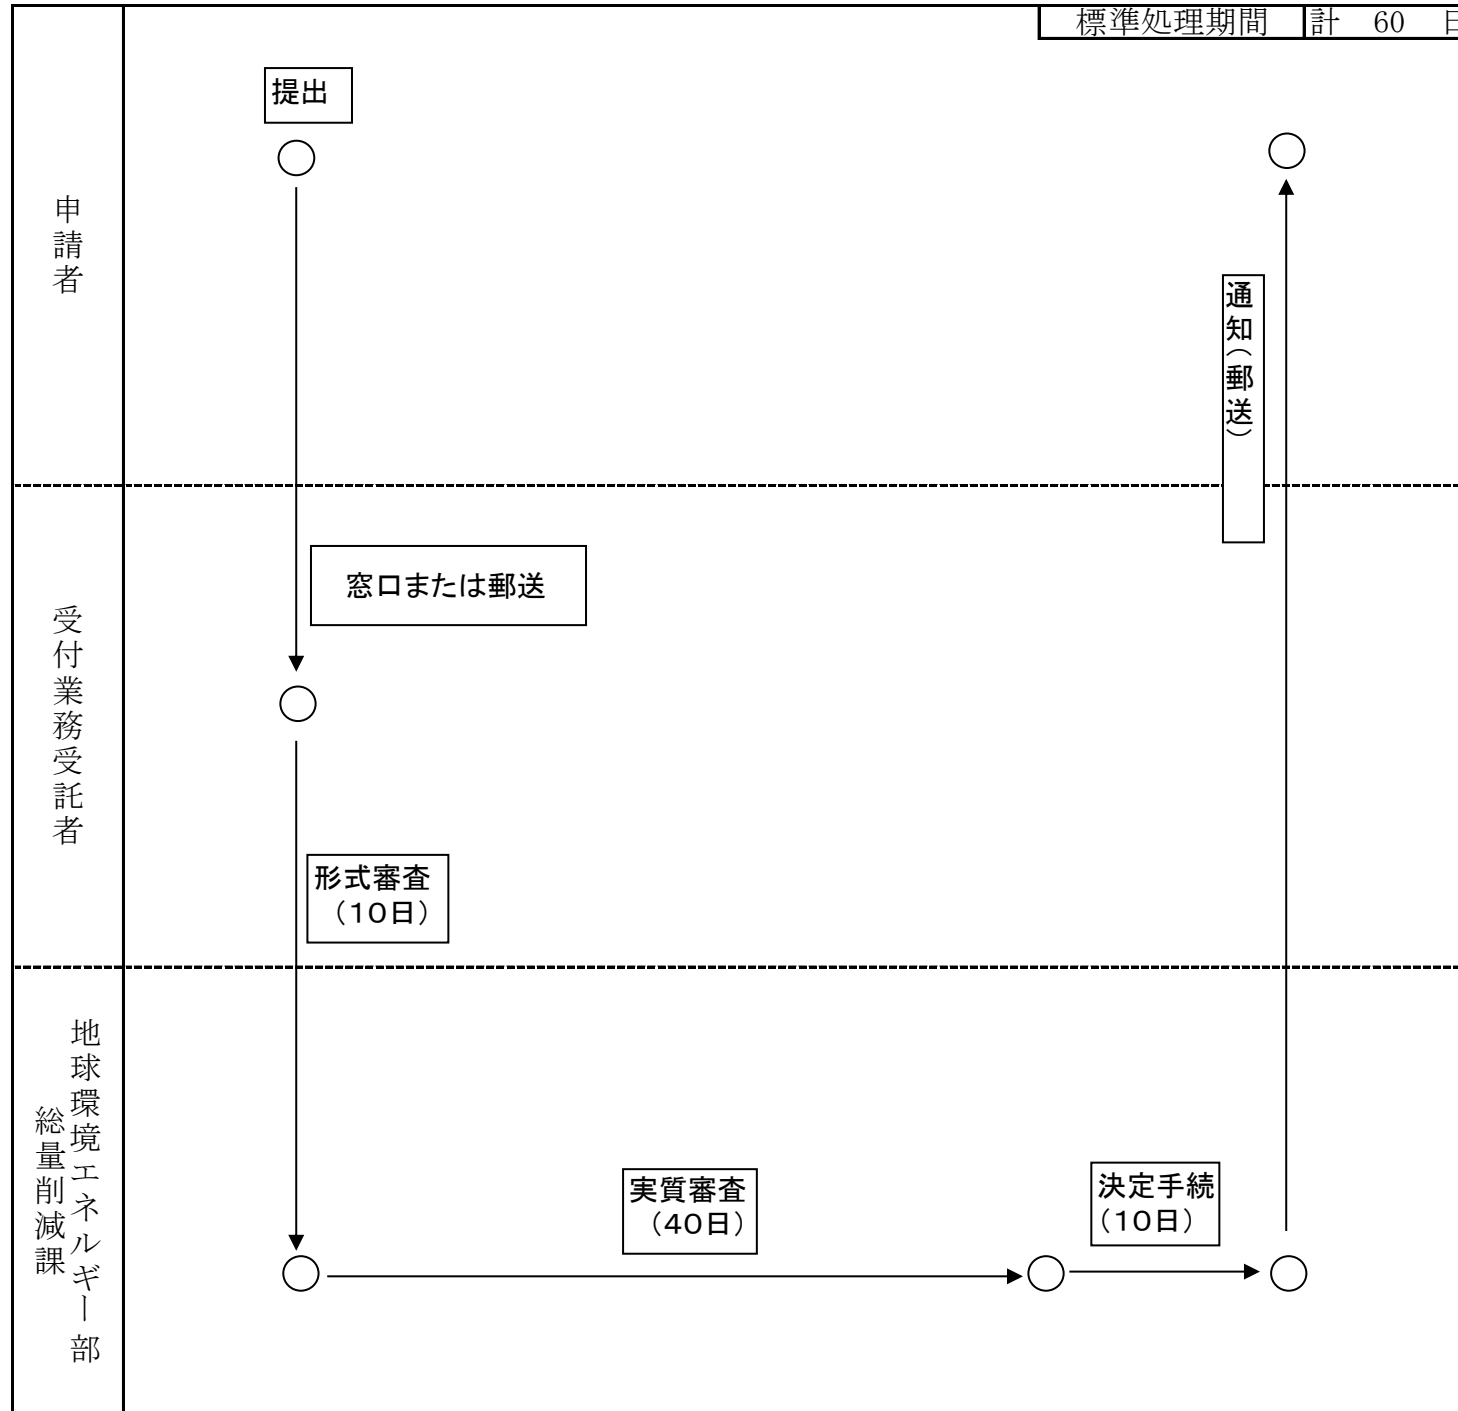 標準処理期間 計 60 日
提出
申請者
通知(郵送)
窓口または郵送
受付業務受託者
形式審査
(10日)
地球環境エネルギー部
総量削減課
実質審査
(40日)
決定手続
(10日)